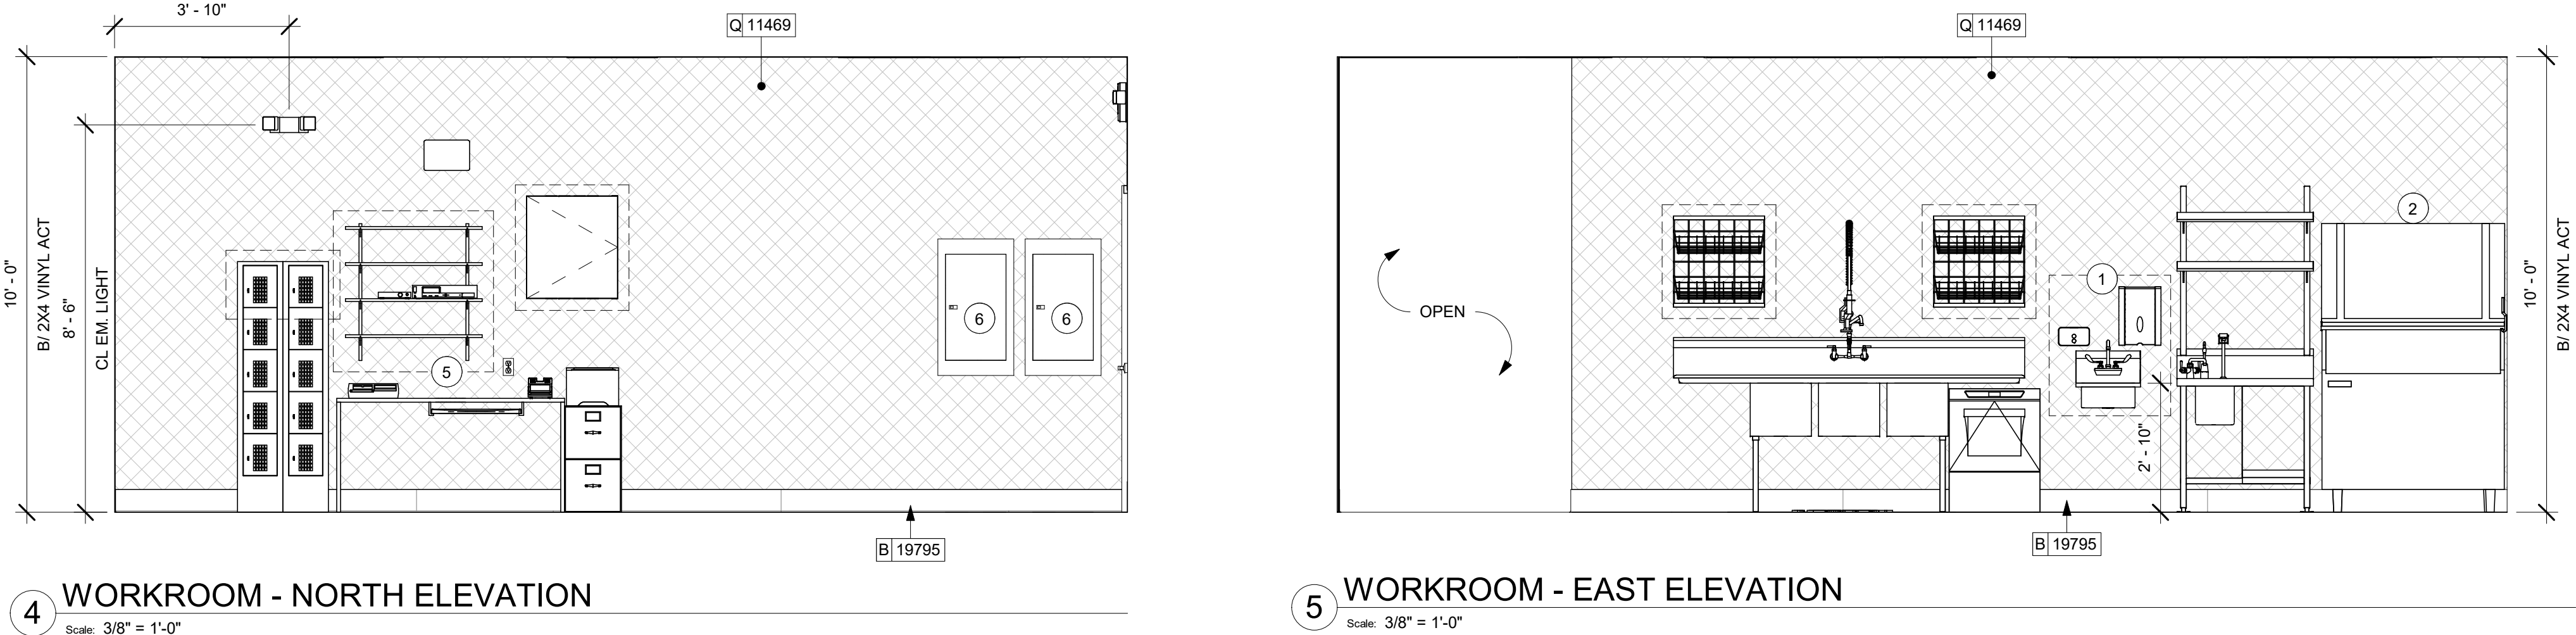 3' - 10"
Q 11469
10' - 0"
B/ 2X4 VINYL ACT
8' - 6"
CL EM. LIGHT
5
6
6
B 19795
4 WORKROOM - NORTH ELEVATION
Scale: 3/8" = 1'-0"
Q 11469
OPEN
1
2
2' - 10"
10' - 0"
B/ 2X4 VINYL ACT
B 19795
5 WORKROOM - EAST ELEVATION
Scale: 3/8" = 1'-0"